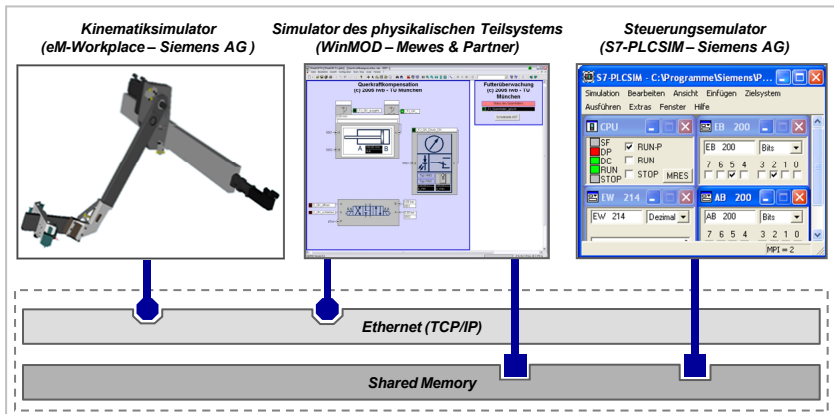 Kinematiksimulator
(eM-Workplace – Siemens AG )
Simulator des physikalischen Teilsystems
(WinMOD – Mewes & Partner)
Steuerungsemulator
(S7-PLCSIM – Siemens AG)
Querkraftkompensation
(c) 2006 iwb - TU
München
Futterüberwachung
(c) 2006 iwb - TU
München
A B
S7-PLCSIM - C:\Programme\Siemens\P...
Simulation Bearbeiten Ansicht Einfügen Zielsystem
Ausführen Extras Fenster Hilfe
CPU
SF
DP
DC
RUN
STOP
RUN-P
RUN
STOP
MRES
EB 200
EB 200 Bits
7 6 5 4 3 2 1 0
EW 214
EW 214 Dezimal
AB 200
AB 200 Bits
7 6 5 4 3 2 1 0
MPI = 2
Ethernet (TCP/IP)
Shared Memory